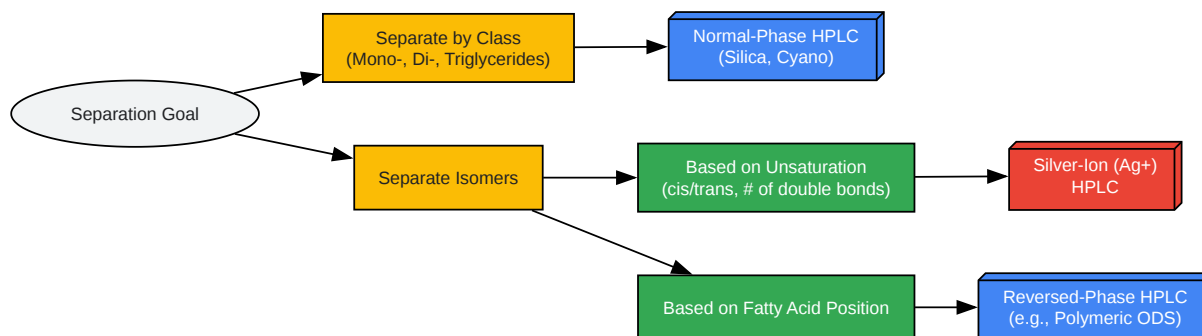 Separation Goal
Separate by Class
(Mono-, Di-, Triglycerides)
Normal-Phase HPLC
(Silica, Cyano)
Separate Isomers
Based on Unsaturation
(cis/trans, # of double bonds)
Silver-Ion (Ag+)
HPLC
Based on Fatty Acid Position
Reversed-Phase HPLC
(e.g., Polymeric ODS)